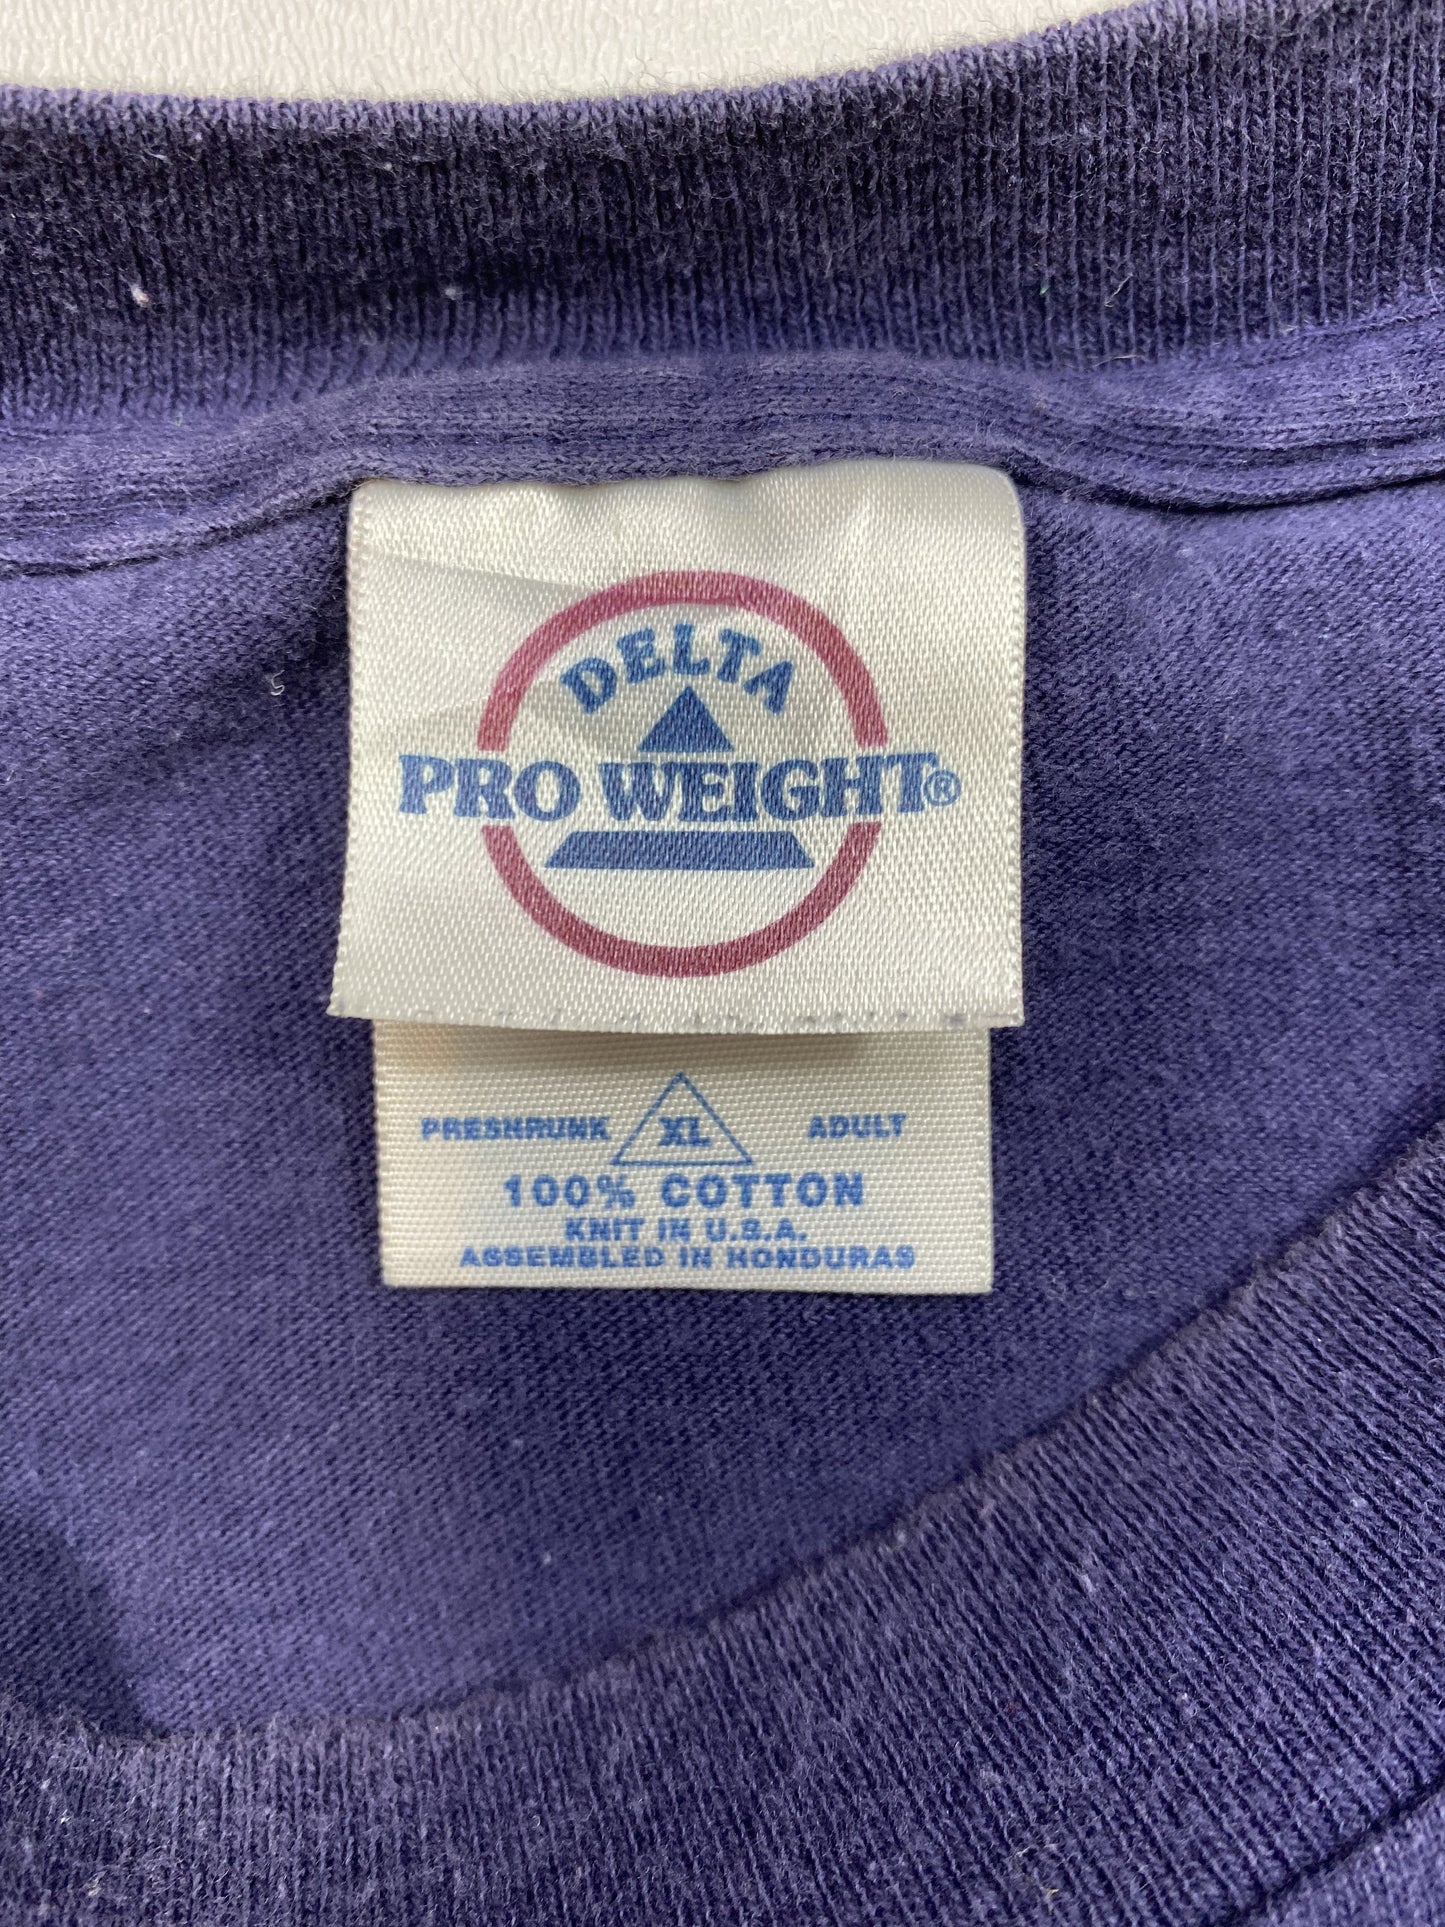 DELTA
PRO WEIGHT®
PRESHRUNK XL ADULT
100% COTTON
KNIT IN U.S.A.
ASSEMBLED IN HONDURAS